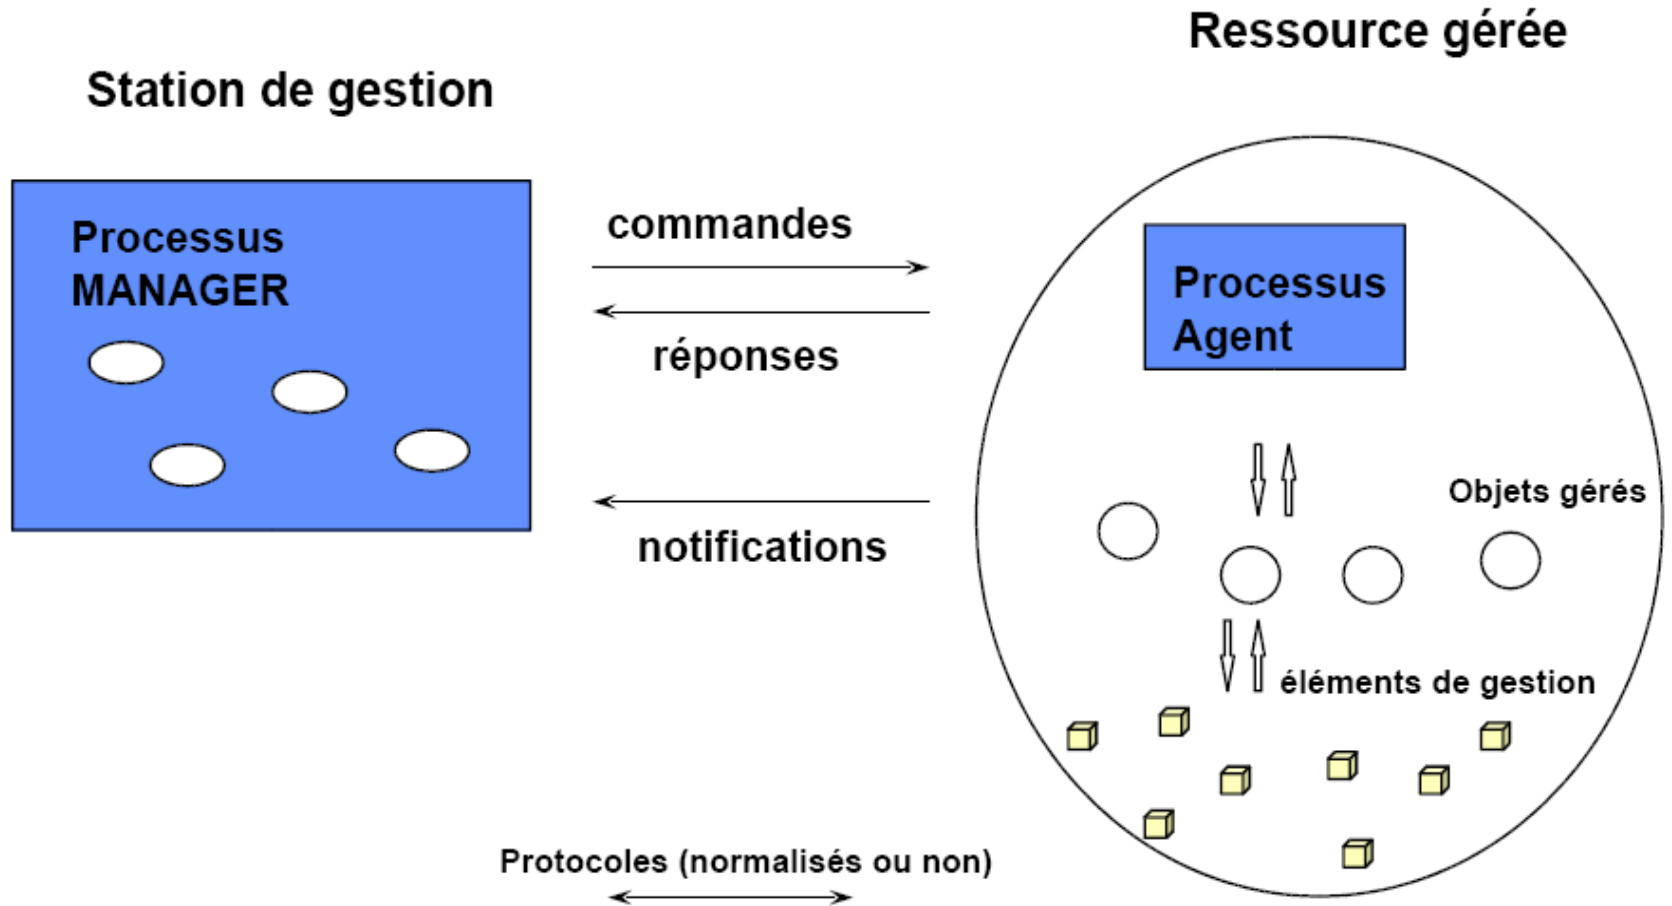 Ressource gérée
Station de gestion
Processus
MANAGER
commandes
réponses
notifications
Processus
Agent
Objets gérés
éléments de gestion
Protocoles (normalisés ou non)